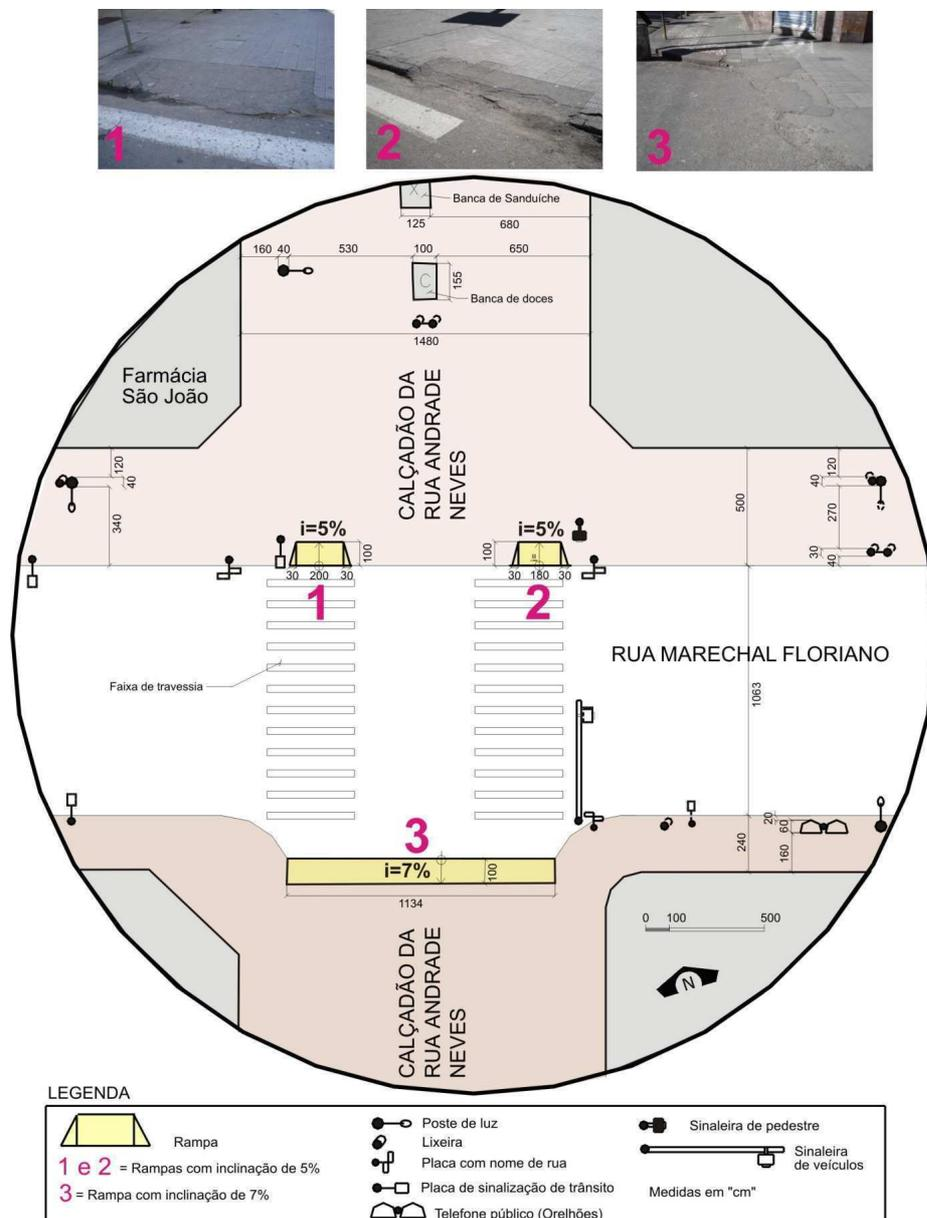 1
2
3
X
Banca de Sanduíche
125
680
160
40
530
100
650
C
155
Banca de doces
1480
Farmácia
São João
CALÇADÃO DA
RUA ANDRADE
NEVES
120
40
340
500
120
40
270
30
40
i=5%
i=5%
100
100
30
200
30
30
180
30
1
2
RUA MARECHAL FLORIANO
Faixa de travessia
1063
3
20
60
240
160
i=7%
100
1134
CALÇADÃO DA
RUA ANDRADE
NEVES
0
100
500
N
LEGENDA
Rampa
1 e 2 = Rampas com inclinação de 5%
3 = Rampa com inclinação de 7%
Poste de luz
Lixeira
Placa com nome de rua
Placa de sinalização de trânsito
Telefone público (Orelhões)
Sinaleira de pedestre
Sinaleira
de veículos
Medidas em "cm"